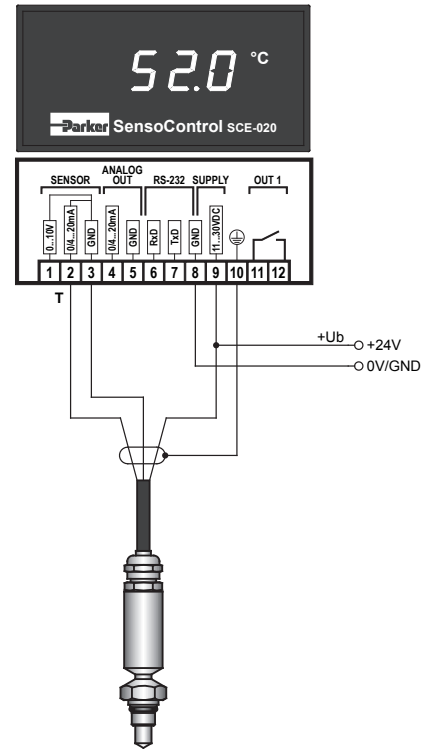 52.0 °C
Parker SensoControl SCE-020
SENSOR ANALOG OUT RS-232 SUPPLY OUT 1
0...10V 0/4...20mA GND 0/4...20mA GND RxD TxD GND 11...30VDC
1 2 3 4 5 6 7 8 9 10 11 12
T
+Ub
+24V
0V/GND